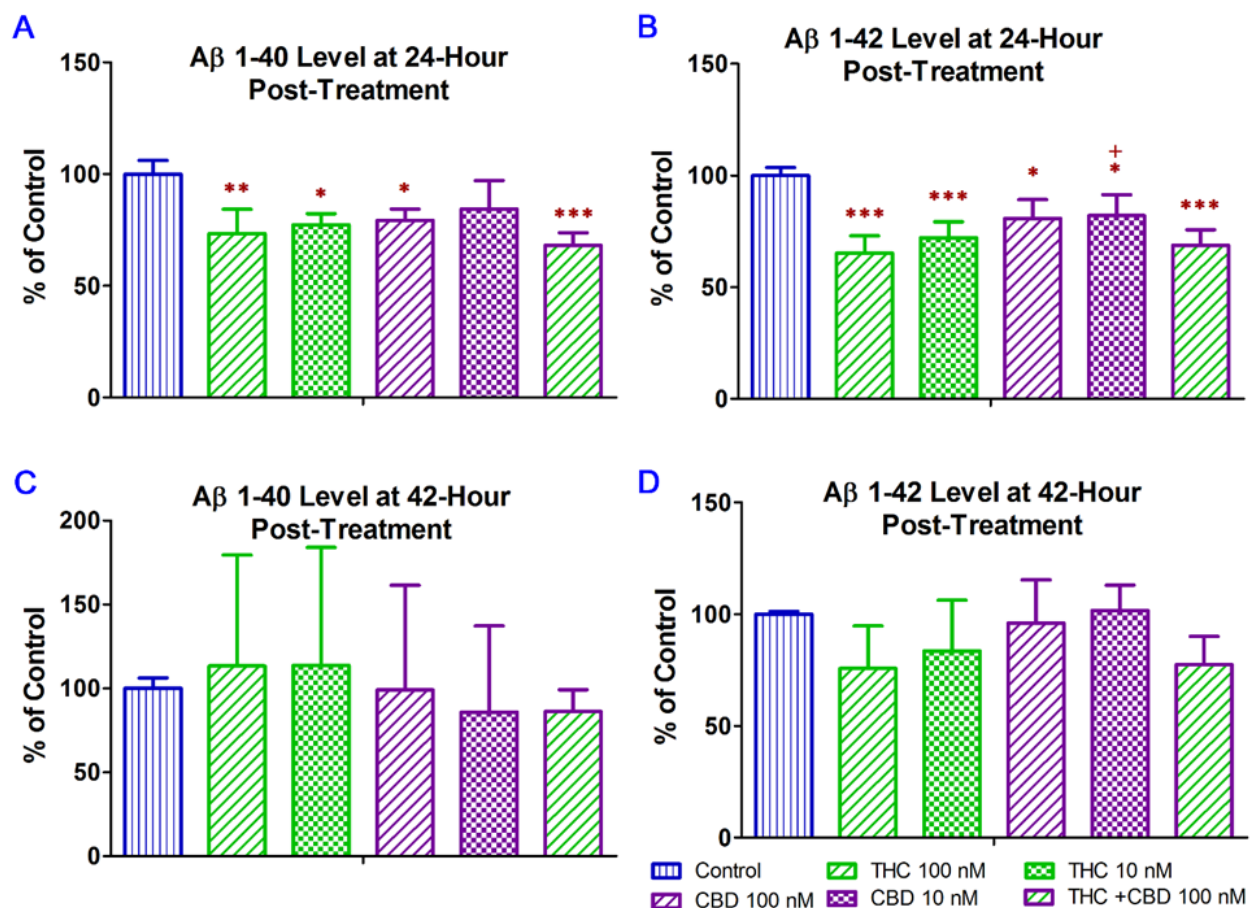 A
Aβ 1-40 Level at 24-Hour
Post-Treatment
% of Control
150
100
50
0
**
*
*
***
B
Aβ 1-42 Level at 24-Hour
Post-Treatment
% of Control
150
100
50
0
***
***
*
+
*
***
C
Aβ 1-40 Level at 42-Hour
Post-Treatment
% of Control
200
150
100
50
0
D
Aβ 1-42 Level at 42-Hour
Post-Treatment
% of Control
150
100
50
0
Control
THC 100 nM
THC 10 nM
CBD 100 nM
CBD 10 nM
THC +CBD 100 nM